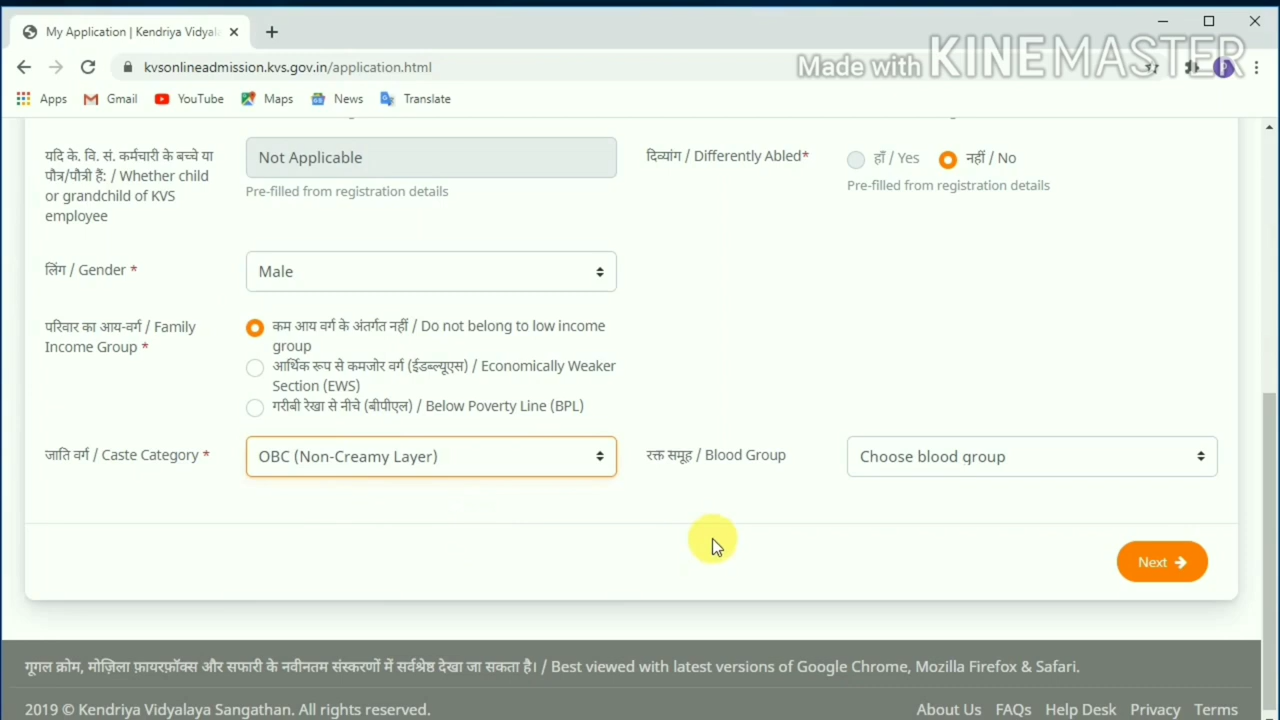 My Application | Kendriya Vidyal
kvsonlineadmission.kvs.gov.in/application.html
Made with KINEMASTER
P
Apps Gmail YouTube Maps News Translate
यदि के. वि. सं. कर्मचारी के बच्चे या
पौत्र/पौत्री हैं: / Whether child
or grandchild of KVS
employee
Not Applicable
Pre-filled from registration details
दिव्यांग / Differently Abled*
हाँ / Yes
नहीं / No
Pre-filled from registration details
लिंग / Gender *
Male
परिवार का आय-वर्ग / Family
Income Group *
कम आय वर्ग के अंतर्गत नहीं / Do not belong to low income
group
आर्थिक रूप से कमजोर वर्ग (ईडब्ल्यूएस) / Economically Weaker
Section (EWS)
गरीबी रेखा से नीचे (बीपीएल) / Below Poverty Line (BPL)
जाति वर्ग / Caste Category *
OBC (Non-Creamy Layer)
रक्त समूह / Blood Group
Choose blood group
Next
गूगल क्रोम, मोज़िला फ़ायरफ़ॉक्स और सफारी के नवीनतम संस्करणों में सर्वश्रेष्ठ देखा जा सकता है। / Best viewed with latest versions of Google Chrome, Mozilla Firefox & Safari.
2019 © Kendriya Vidyalaya Sangathan. All rights reserved.
About Us FAQs Help Desk Privacy Terms